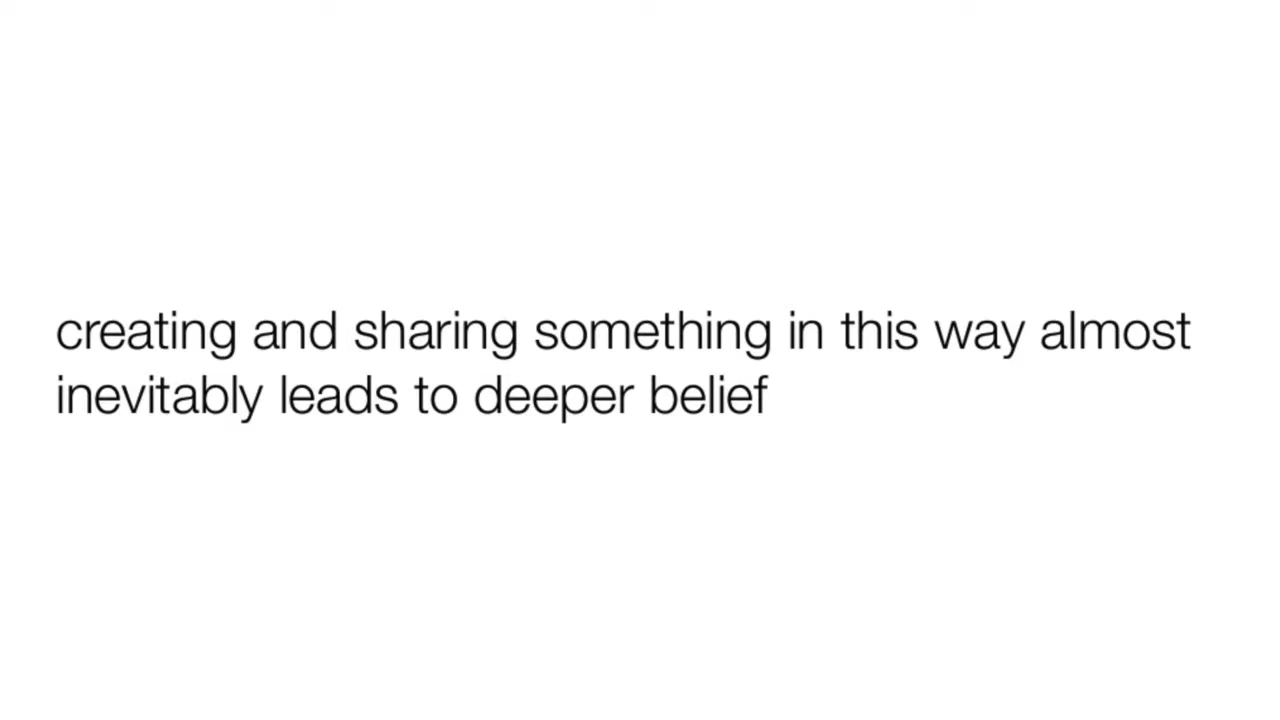 creating and sharing something in this way almost
inevitably leads to deeper belief